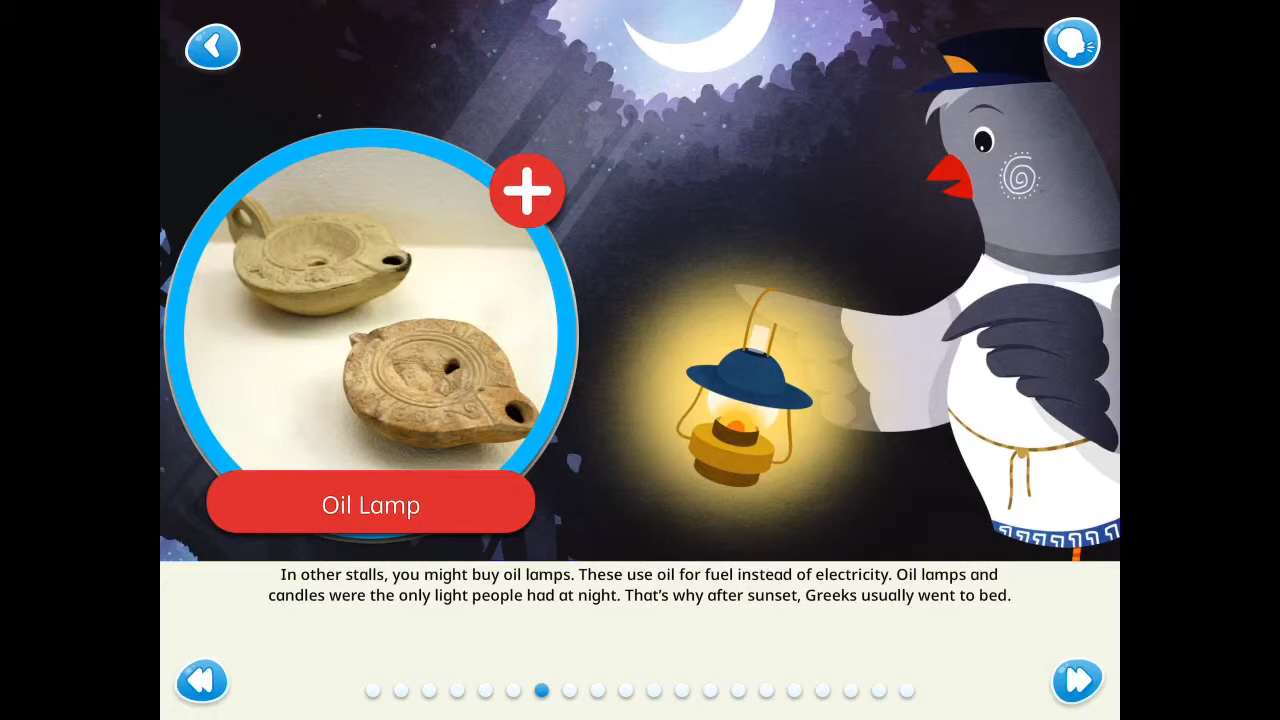 Oil Lamp
In other stalls, you might buy oil lamps. These use oil for fuel instead of electricity. Oil lamps and
candles were the only light people had at night. That's why after sunset, Greeks usually went to bed.